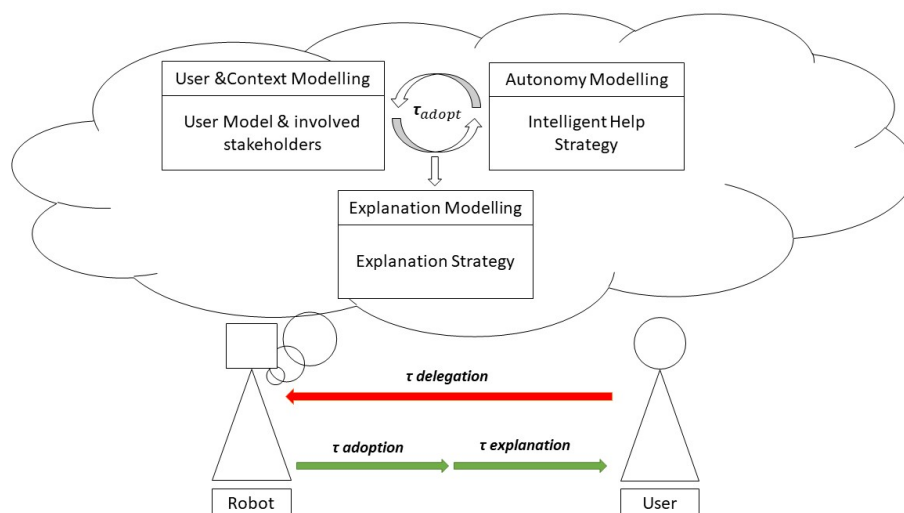 User &Context Modelling
User Model & involved
stakeholders
τadopt
Autonomy Modelling
Intelligent Help
Strategy
Explanation Modelling
Explanation Strategy
τ delegation
τ adoption
τ explanation
Robot
User